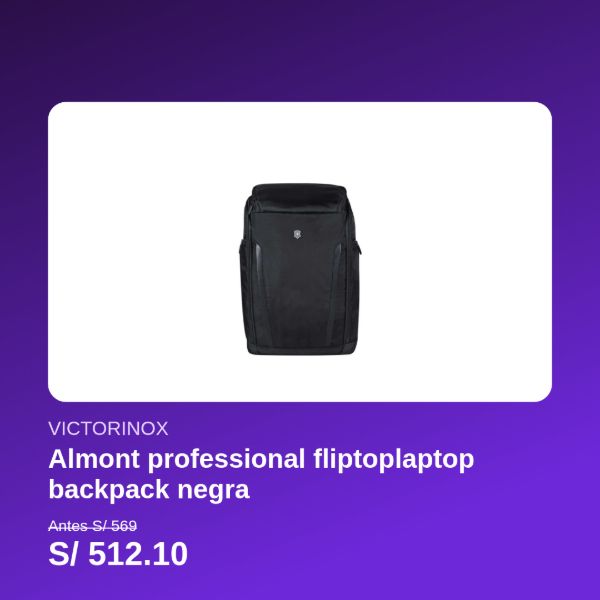 VICTORINOX
Almont professional fliptoplaptop
backpack negra
Antes S/ 569
S/ 512.10